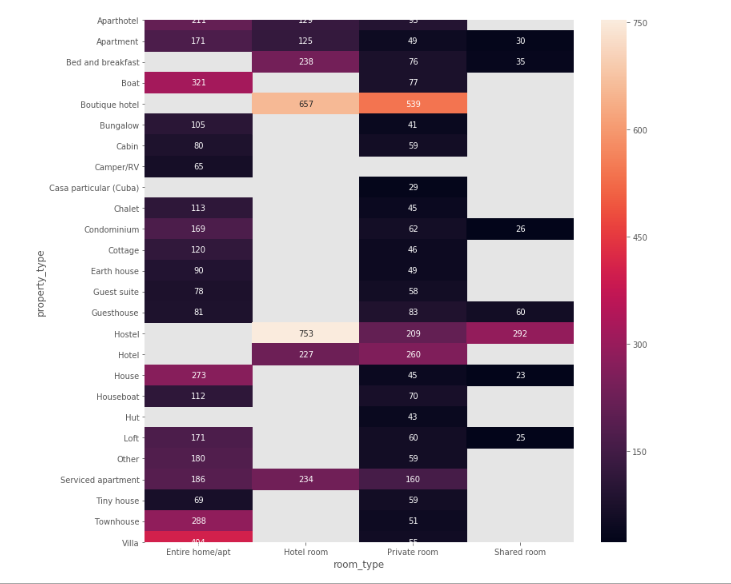 Aparthotel 211 129 93
Apartment 171 125 49 30
Bed and breakfast 238 76 35
Boat 321 77
Boutique hotel 657 539
Bungalow 105 41
Cabin 80 59
Camper/RV 65
Casa particular (Cuba) 29
Chalet 113 45
Condominium 169 62 26
Cottage 120 46
Earth house 90 49
Guest suite 78 58
Guesthouse 81 83 60
Hostel 753 209 292
Hotel 227 260
House 273 45 23
Houseboat 112 70
Hut 43
Loft 171 60 25
Other 180 59
Serviced apartment 186 234 160
Tiny house 69 59
Townhouse 288 51
Villa 404 55
Entire home/apt Hotel room Private room Shared room
room_type
property_type
750
600
450
300
150